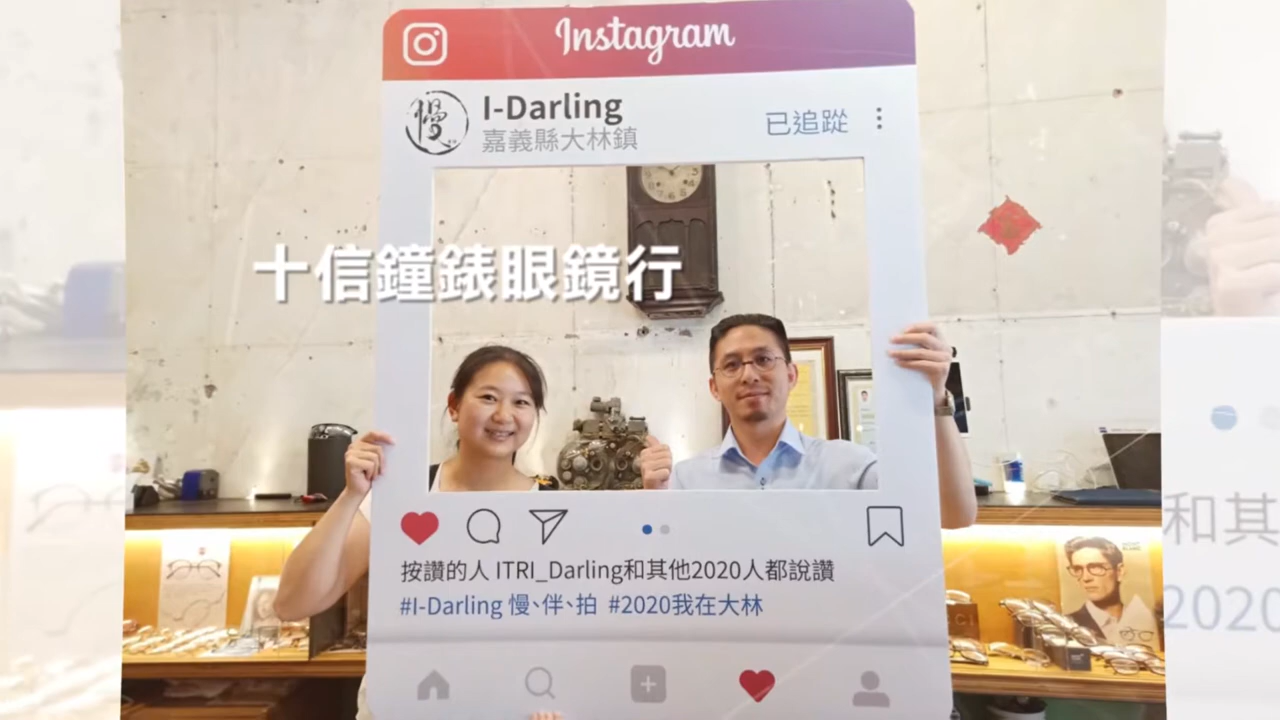 Instagram
慢
I-Darling
嘉義縣大林鎮
已追蹤
十信鐘錶眼鏡行
按讚的人 ITRI_Darling和其他2020人都說讚
#I-Darling 慢、伴、拍 #2020我在大林
和其
2020